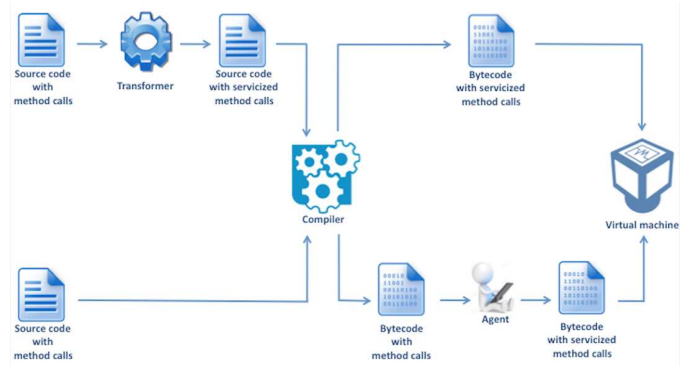 Source code
with
method calls
Transformer
Source code
with servicized
method calls
Bytecode
with servicized
method calls
Compiler
Virtual machine
Source code
with
method calls
Bytecode
with
method calls
Agent
Bytecode
with servicized
method calls